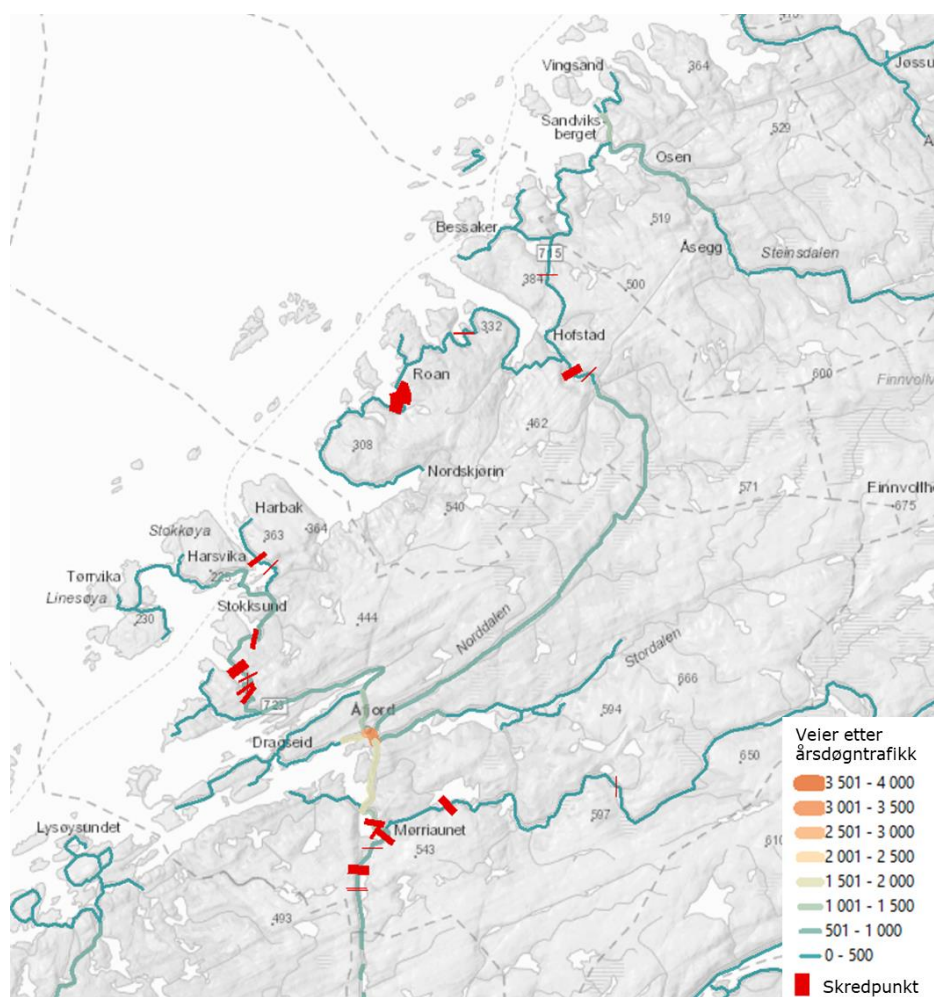 Vingsand
364
Jøssu
Sandviks-
berget
529
Osen
519
Bessaker
Åsegg
Steinsdalen
715
384
500
Hofstad
332
Roan
600
Finnvollv
462
308
Nordskjørin
571
Einnvollh
675
540
Harbak
364
363
Stokkøya
Harsvika
225
Tørrvika
Linesøya
Stokksund
230
444
Norddalen
Stordalen
666
723
Åfjord
594
Dragseid
650
597
Lysøysundet
Mørriaunet
543
610
493
Veier etter
årsdøgntrafikk
3 501 - 4 000
3 001 - 3 500
2 501 - 3 000
2 001 - 2 500
1 501 - 2 000
1 001 - 1 500
501 - 1 000
0 - 500
Skredpunkt